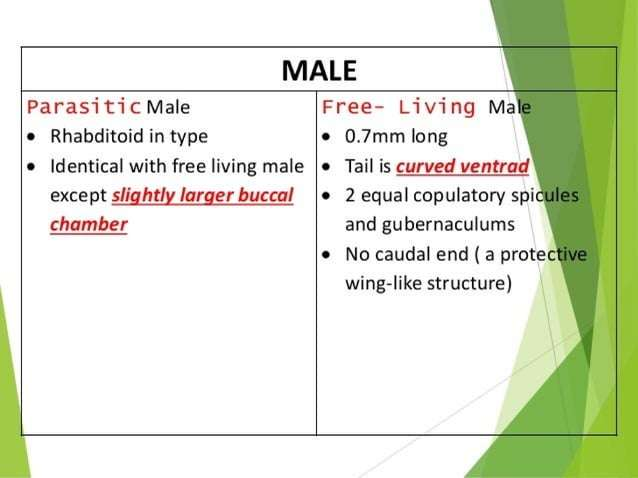 MALE
Parasitic Male
• Rhabditoid in type
• Identical with free living male
except slightly larger buccal
chamber
Free- Living Male
• 0.7mm long
• Tail is curved ventrad
• 2 equal copulatory spicules
and gubernaculums
• No caudal end ( a protective
wing-like structure)